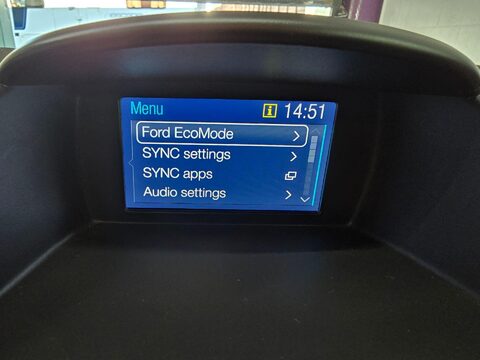 Menu 14:51
Ford EcoMode
SYNC settings
SYNC apps
Audio settings